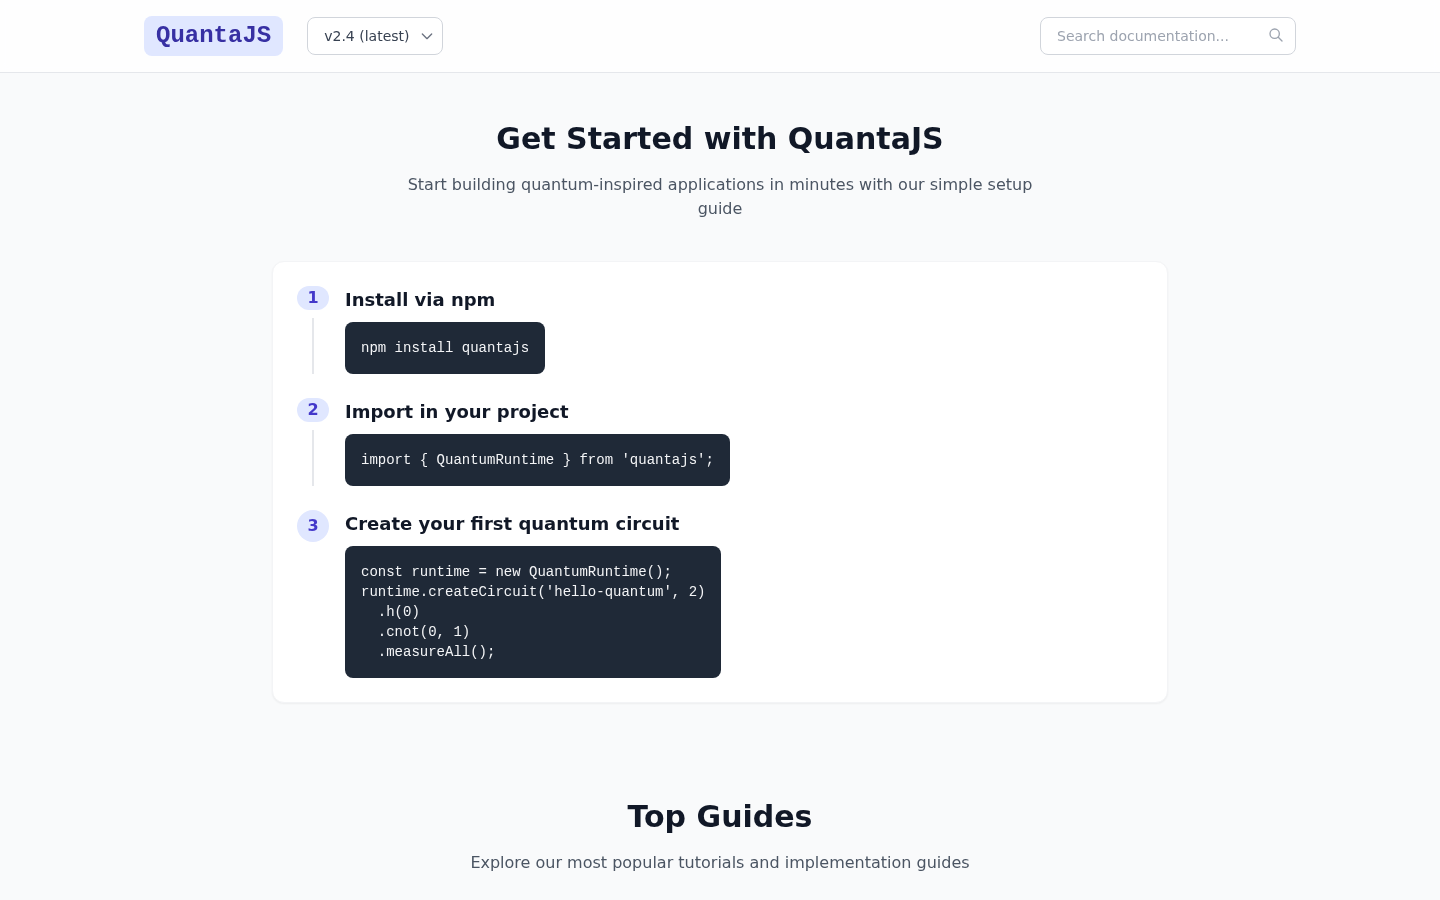 QuantaJS
v2.4 (latest)
Search documentation...
Get Started with QuantaJS
Start building quantum-inspired applications in minutes with our simple setup
guide
1
Install via npm
npm install quantajs
2
Import in your project
import { QuantumRuntime } from 'quantajs';
3
Create your first quantum circuit
const runtime = new QuantumRuntime();
runtime.createCircuit('hello-quantum', 2)
  .h(0)
  .cnot(0, 1)
  .measureAll();
Top Guides
Explore our most popular tutorials and implementation guides